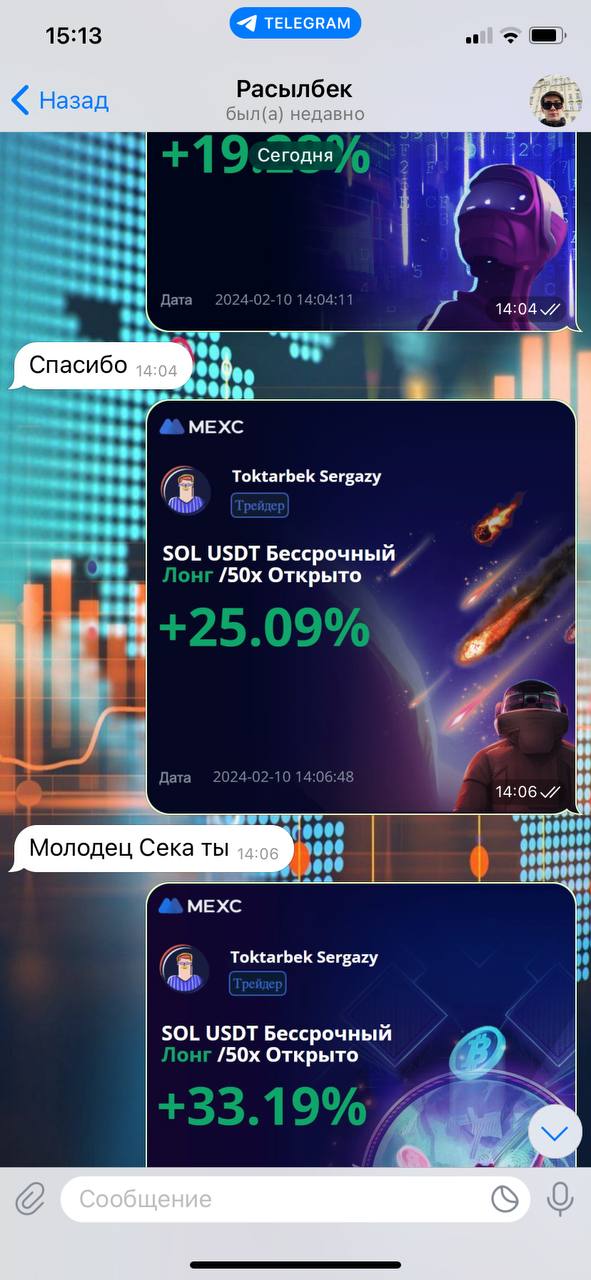 15:13
TELEGRAM
Назад
Расылбек
был(а) недавно
Сегодня
Дата 2024-02-10 14:04:11
14:04
Спасибо 14:04
MEXC
Toktarbek Sergazy
Трейдер
SOL USDT Бессрочный
Лонг /50x Открыто
+25.09%
Дата 2024-02-10 14:06:48
14:06
Молодец Сека ты 14:06
MEXC
Toktarbek Sergazy
Трейдер
SOL USDT Бессрочный
Лонг /50x Открыто
+33.19%
Сообщение